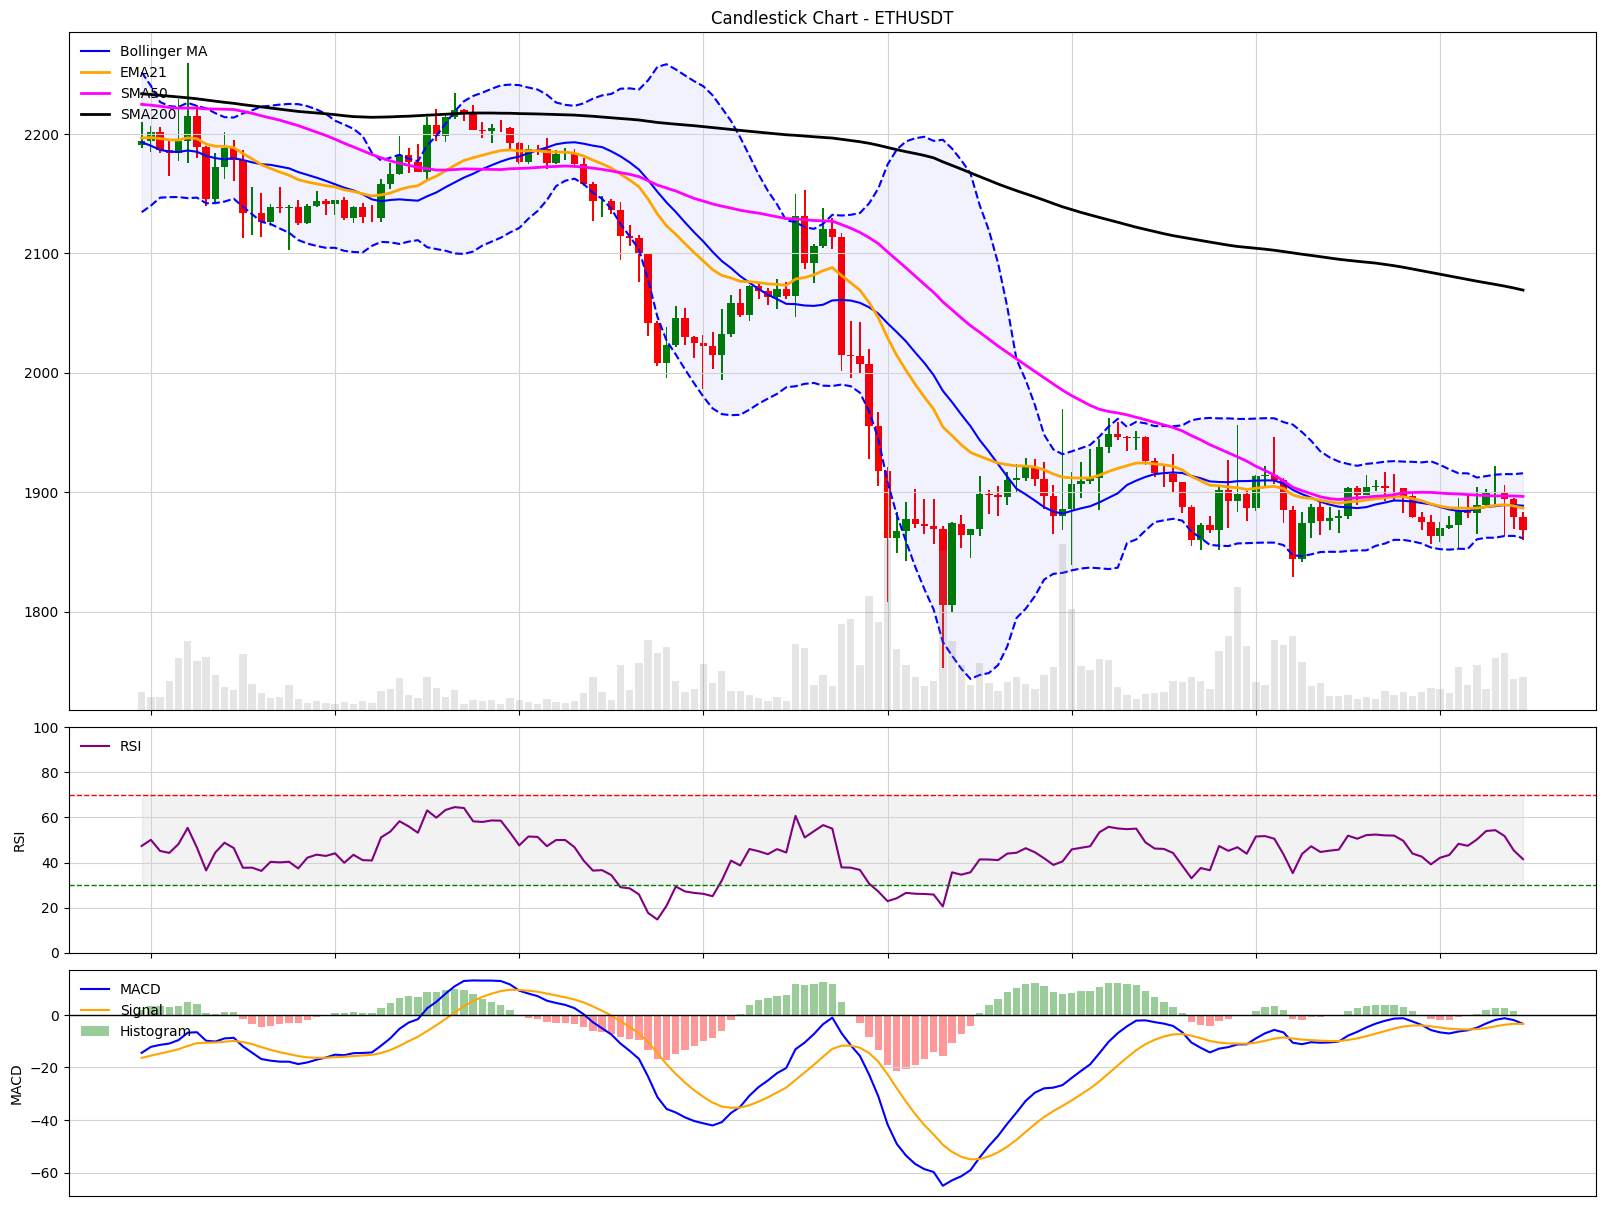 Candlestick Chart - ETHUSDT
Bollinger MA
EMA21
SMA50
SMA200
2200
2100
2000
1900
1800
RSI
100
80
60
40
20
0
RSI
MACD
Signal
Histogram
0
−20
−40
−60
MACD